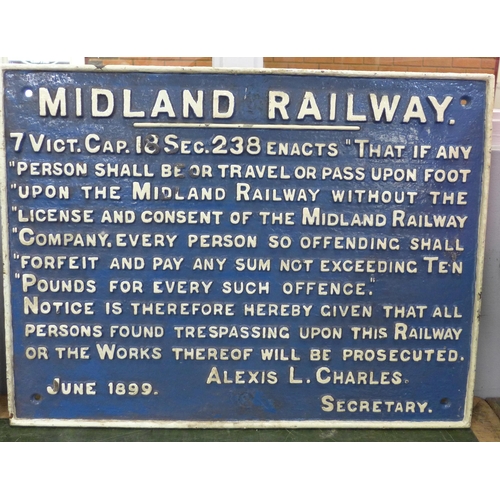 MIDLAND RAILWAY.
7 VICT. CAP. 18 SEC. 238 ENACTS "THAT IF ANY
"PERSON SHALL BE OR TRAVEL OR PASS UPON FOOT
"UPON THE MIDLAND RAILWAY WITHOUT THE
"LICENSE AND CONSENT OF THE MIDLAND RAILWAY
"COMPANY, EVERY PERSON SO OFFENDING SHALL
"FORFEIT AND PAY ANY SUM NOT EXCEEDING TEN
"POUNDS FOR EVERY SUCH OFFENCE."
NOTICE IS THEREFORE HEREBY GIVEN THAT ALL
PERSONS FOUND TRESPASSING UPON THIS RAILWAY
OR THE WORKS THEREOF WILL BE PROSECUTED.
ALEXIS L. CHARLES.
JUNE 1899.
SECRETARY.